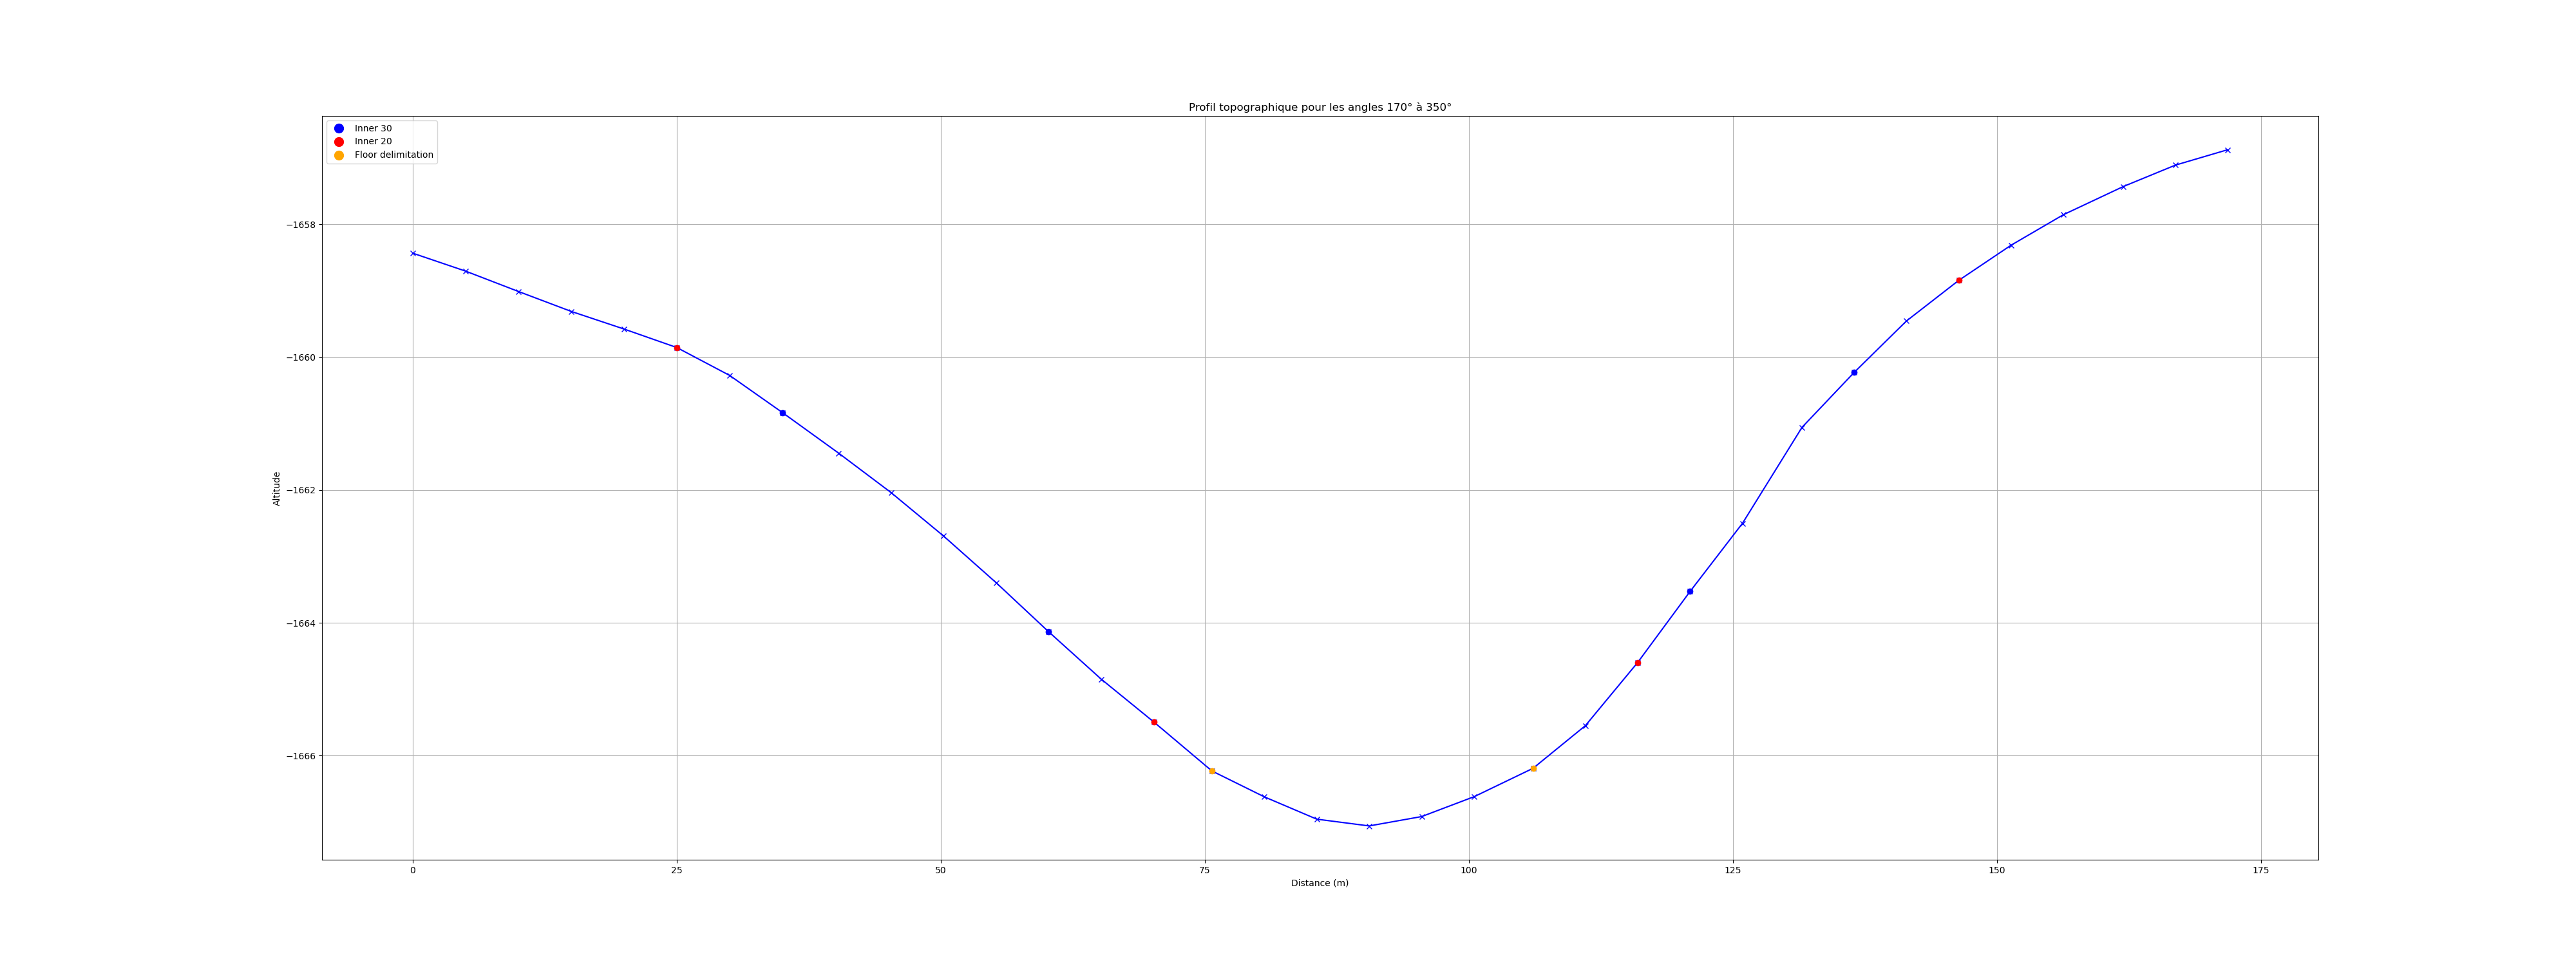 Profil topographique pour les angles 170° à 350°
Inner 30
Inner 20
Floor delimitation
Altitude
−1658
−1660
−1662
−1664
−1666
0 25 50 75 100 125 150 175
Distance (m)